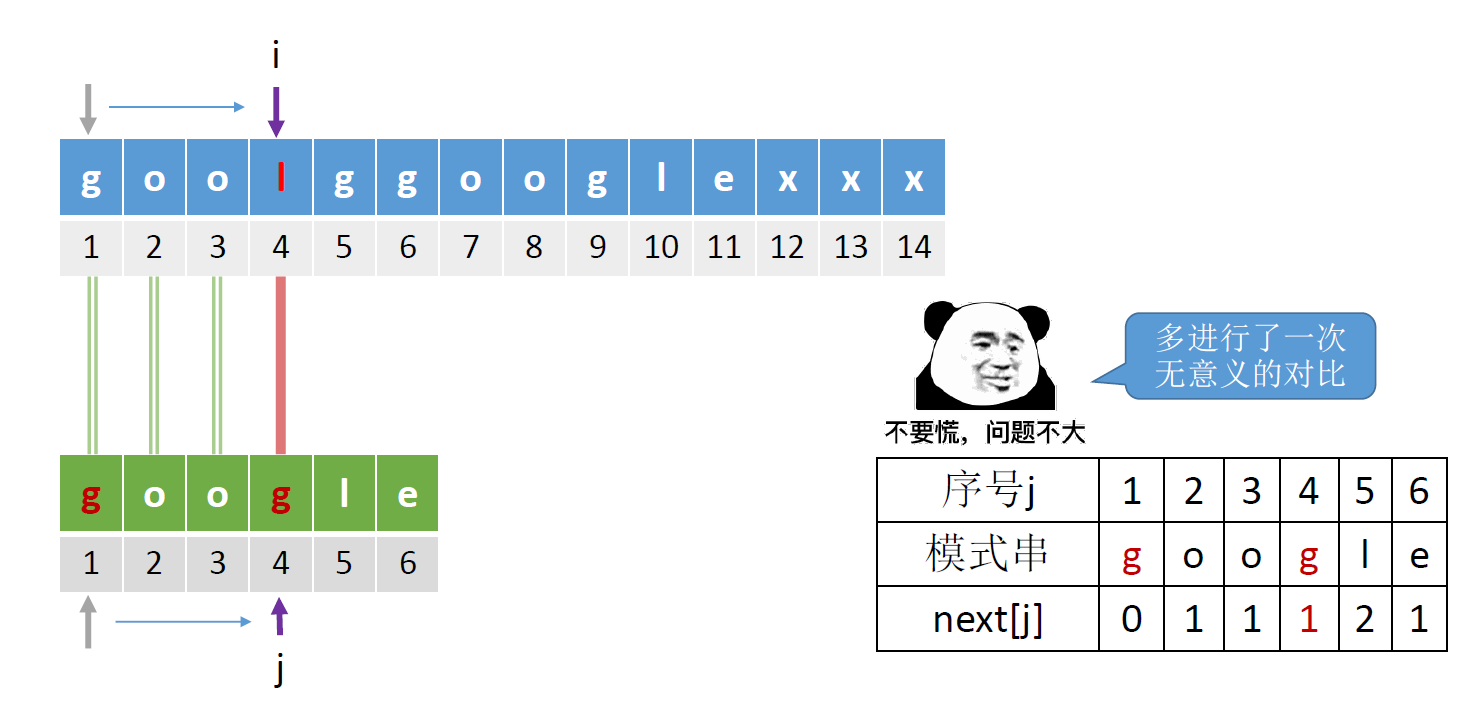 i
g o o l g g o o g l e x x x
1 2 3 4 5 6 7 8 9 10 11 12 13 14
多进行了一次
无意义的对比
不要慌，问题不大
g o o g l e
1 2 3 4 5 6
j
序号j 1 2 3 4 5 6
模式串 g o o g l e
next[j] 0 1 1 1 2 1